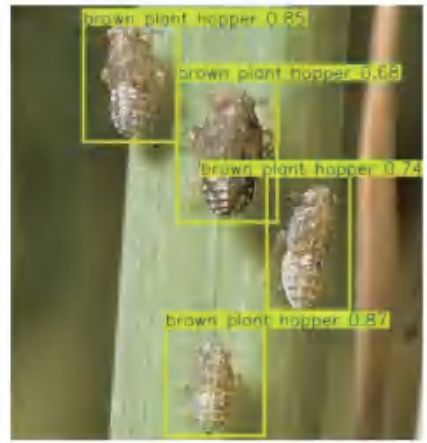 brown plant hopper 0.85
brown plant hopper 0.68
brown plant hopper 0.74
brown plant hopper 0.87